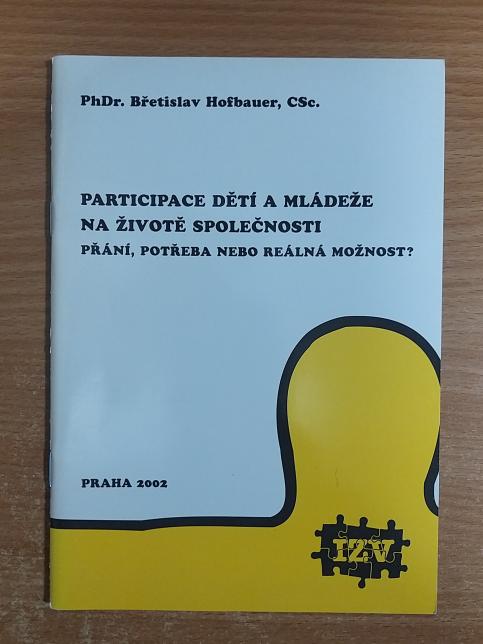 PhDr. Břetislav Hofbauer, CSc.
PARTICIPACE DĚTÍ A MLÁDEŽE
NA ŽIVOTĚ SPOLEČNOSTI
PŘÁNÍ, POTŘEBA NEBO REÁLNÁ MOŽNOST?
PRAHA 2002
IZV